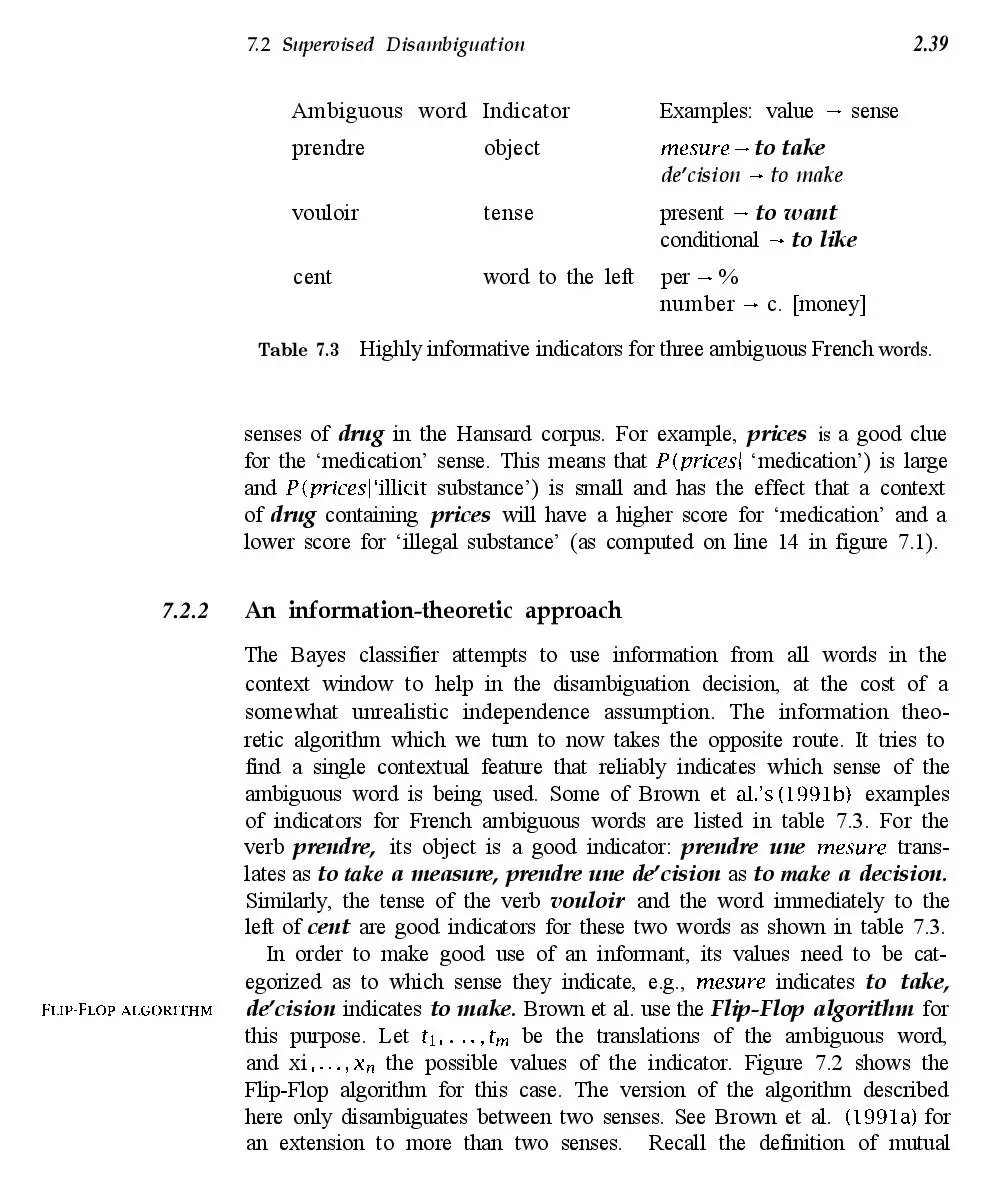 7.2 Supervised Disambiguation 2.39
Ambiguous word Indicator Examples: value → sense
prendre object mesure → to take
de'cision → to make
vouloir tense present → to want
conditional → to like
cent word to the left per → %
number → c. [money]
Table 7.3 Highly informative indicators for three ambiguous French words.
senses of drug in the Hansard corpus. For example, prices is a good clue
for the ‘medication’ sense. This means that P(prices| ‘medication’) is large
and P(prices|‘illicit substance’) is small and has the effect that a context
of drug containing prices will have a higher score for ‘medication’ and a
lower score for ‘illegal substance’ (as computed on line 14 in figure 7.1).
7.2.2 An information-theoretic approach
The Bayes classifier attempts to use information from all words in the
context window to help in the disambiguation decision, at the cost of a
somewhat unrealistic independence assumption. The information theo-
retic algorithm which we turn to now takes the opposite route. It tries to
find a single contextual feature that reliably indicates which sense of the
ambiguous word is being used. Some of Brown et al.’s (1991b) examples
of indicators for French ambiguous words are listed in table 7.3. For the
verb prendre, its object is a good indicator: prendre une mesure trans-
lates as to take a measure, prendre une de'cision as to make a decision.
Similarly, the tense of the verb vouloir and the word immediately to the
left of cent are good indicators for these two words as shown in table 7.3.
In order to make good use of an informant, its values need to be cat-
egorized as to which sense they indicate, e.g., mesure indicates to take,
FLIP-FLOP ALGORITHM de'cision indicates to make. Brown et al. use the Flip-Flop algorithm for
this purpose. Let t1, . . . , tm be the translations of the ambiguous word,
and xi, . . . , xn the possible values of the indicator. Figure 7.2 shows the
Flip-Flop algorithm for this case. The version of the algorithm described
here only disambiguates between two senses. See Brown et al. (1991a) for
an extension to more than two senses. Recall the definition of mutual